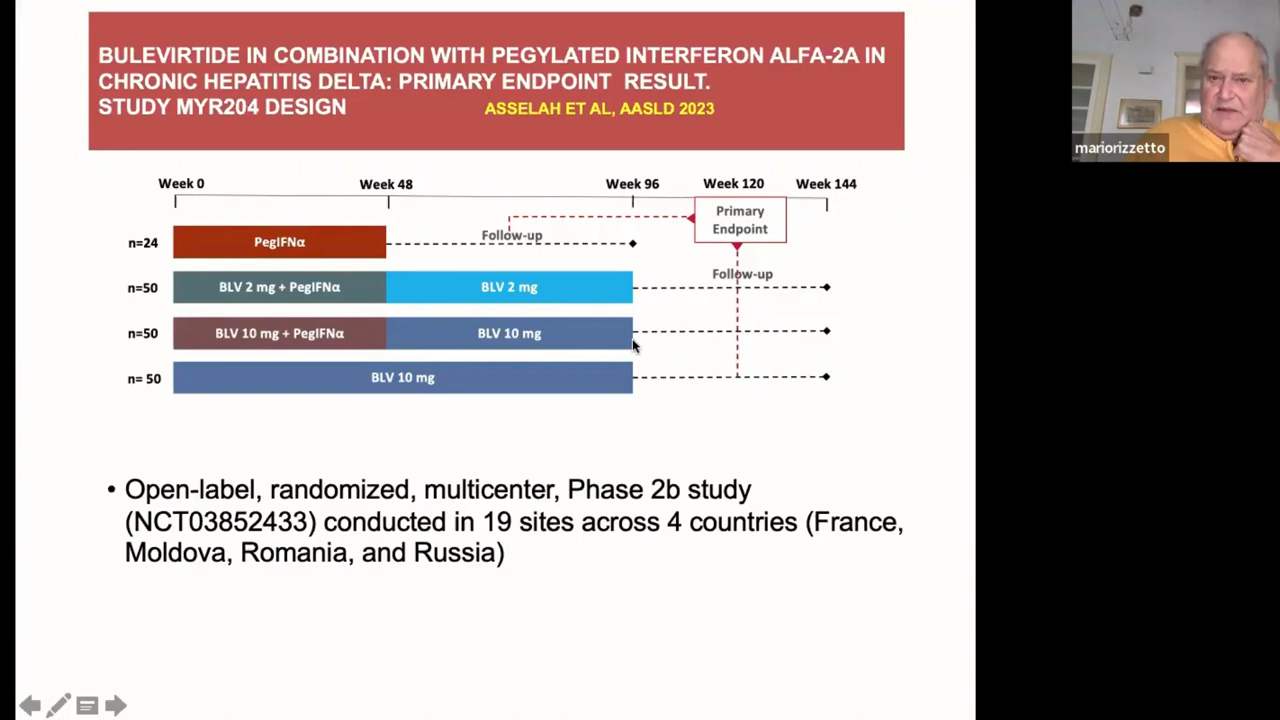 BULEVIRTIDE IN COMBINATION WITH PEGYLATED INTERFERON ALFA-2A IN
CHRONIC HEPATITIS DELTA: PRIMARY ENDPOINT RESULT.
STUDY MYR204 DESIGN ASSELAH ET AL, AASLD 2023
mariorizzetto
Week 0 Week 48 Week 96 Week 120 Week 144
Primary
Endpoint
n=24 PegIFNα Follow-up
Follow-up
n=50 BLV 2 mg + PegIFNα BLV 2 mg
n=50 BLV 10 mg + PegIFNα BLV 10 mg
n= 50 BLV 10 mg
• Open-label, randomized, multicenter, Phase 2b study
(NCT03852433) conducted in 19 sites across 4 countries (France,
Moldova, Romania, and Russia)